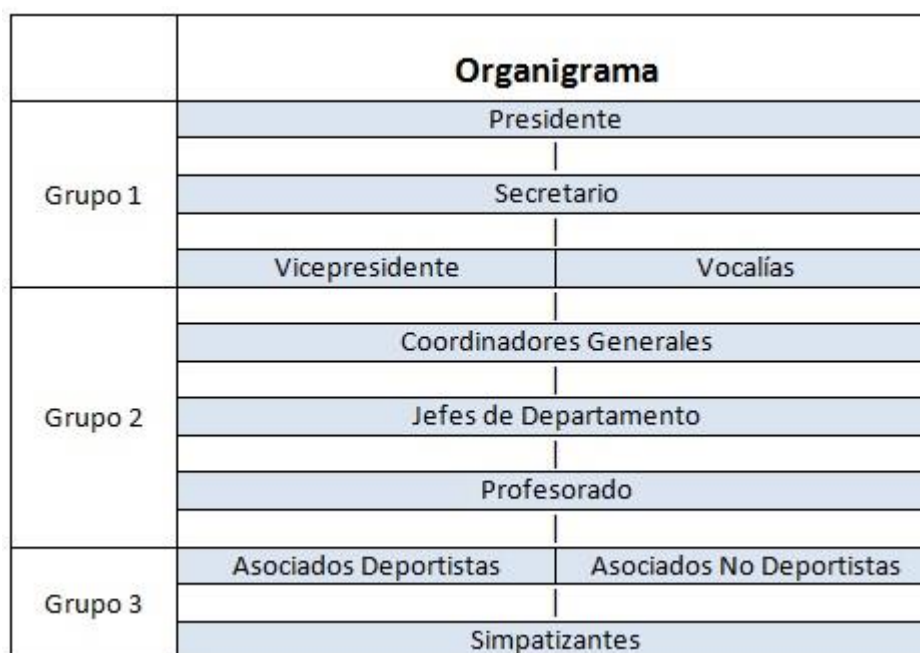 Organigrama
Presidente
Grupo 1
Secretario
Vicepresidente Vocalías
Coordinadores Generales
Grupo 2
Jefes de Departamento
Profesorado
Asociados Deportistas Asociados No Deportistas
Grupo 3
Simpatizantes